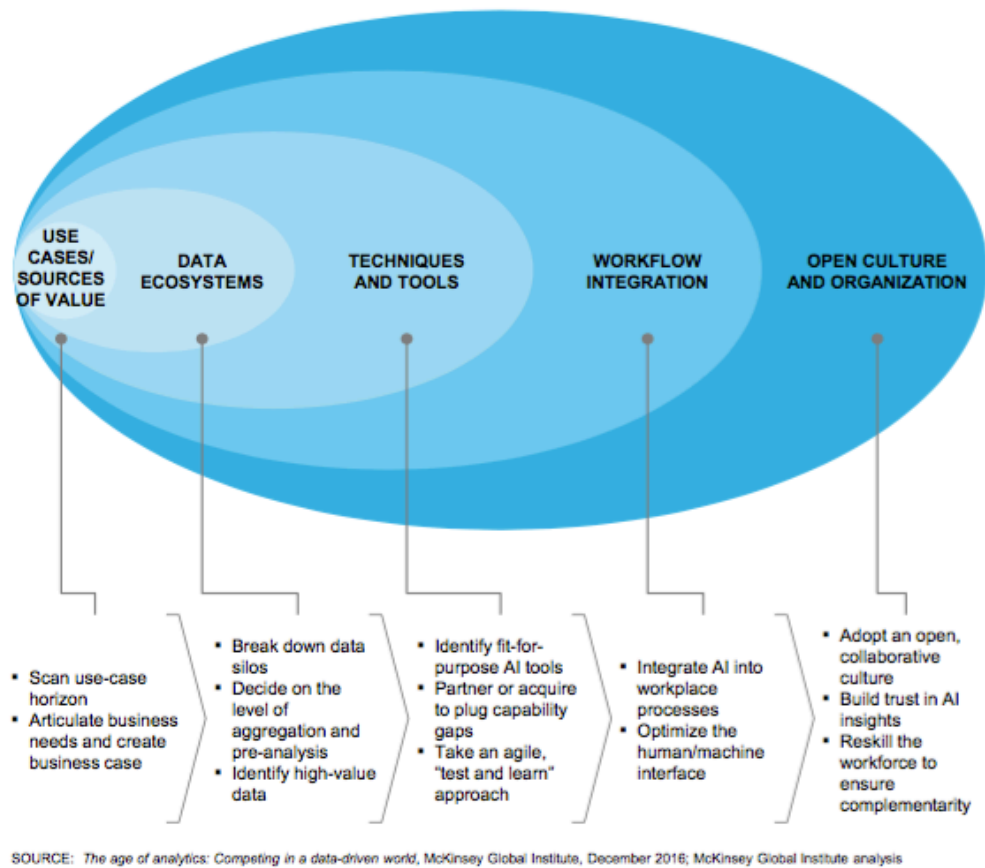 USE
CASES/
SOURCES
OF VALUE
DATA
ECOSYSTEMS
TECHNIQUES
AND TOOLS
WORKFLOW
INTEGRATION
OPEN CULTURE
AND ORGANIZATION
▪ Scan use-case
horizon
▪ Articulate business
needs and create
business case
▪ Break down data
silos
▪ Decide on the
level of
aggregation and
pre-analysis
▪ Identify high-value
data
▪ Identify fit-for-
purpose AI tools
▪ Partner or acquire
to plug capability
gaps
▪ Take an agile,
"test and learn"
approach
▪ Integrate AI into
workplace
processes
▪ Optimize the
human/machine
interface
▪ Adopt an open,
collaborative
culture
▪ Build trust in AI
insights
▪ Reskill the
workforce to
ensure
complementarity
SOURCE: The age of analytics: Competing in a data-driven world, McKinsey Global Institute, December 2016; McKinsey Global Institute analysis